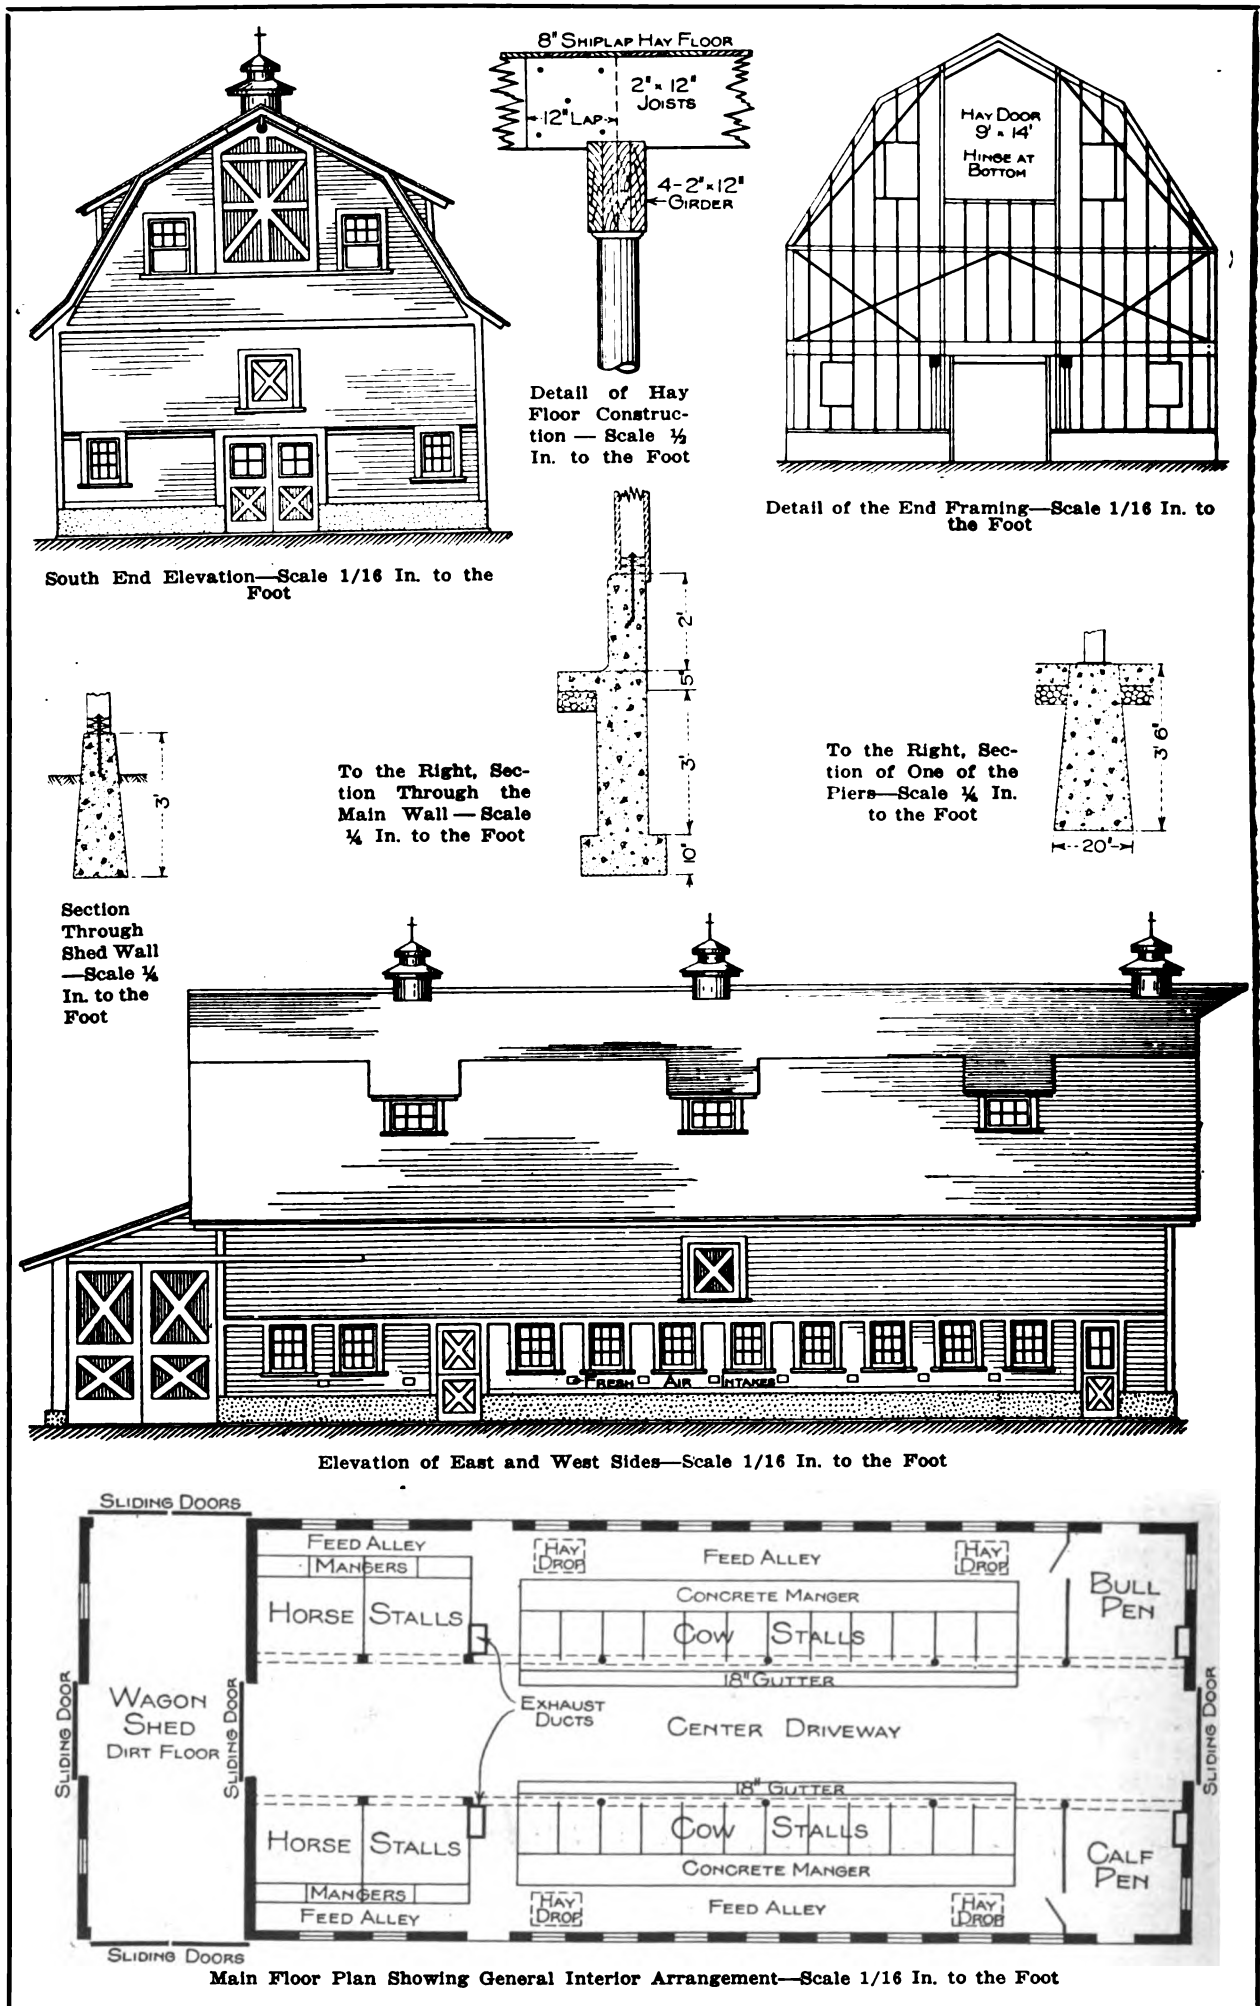 8" SHIPLAP HAY FLOOR
2" x 12"
JOISTS
12" LAP
4-2" x 12"
GIRDER
Detail of Hay
Floor Construc-
tion — Scale ½
In. to the Foot
HAY DOOR
9' x 14'
HINGE AT
BOTTOM
Detail of the End Framing—Scale 1/16 In. to
the Foot
South End Elevation—Scale 1/16 In. to the
Foot
3'
Section
Through
Shed Wall
—Scale ¼
In. to the
Foot
To the Right, Sec-
tion Through the
Main Wall — Scale
¼ In. to the Foot
2'
5"
3'
10"
To the Right, Sec-
tion of One of the
Piers—Scale ¼ In.
to the Foot
3' 6"
20"
FRESH AIR INTAKES
Elevation of East and West Sides—Scale 1/16 In. to the Foot
SLIDING DOORS
FEED ALLEY
MANGERS
HORSE STALLS
HAY
DROP
FEED ALLEY
HAY
DROP
CONCRETE MANGER
COW STALLS
18" GUTTER
BULL
PEN
SLIDING DOOR
WAGON
SHED
DIRT FLOOR
SLIDING DOOR
EXHAUST
DUCTS
CENTER DRIVEWAY
SLIDING DOOR
18" GUTTER
HORSE STALLS
COW STALLS
CONCRETE MANGER
CALF
PEN
MANGERS
FEED ALLEY
HAY
DROP
FEED ALLEY
HAY
DROP
SLIDING DOORS
Main Floor Plan Showing General Interior Arrangement—Scale 1/16 In. to the Foot